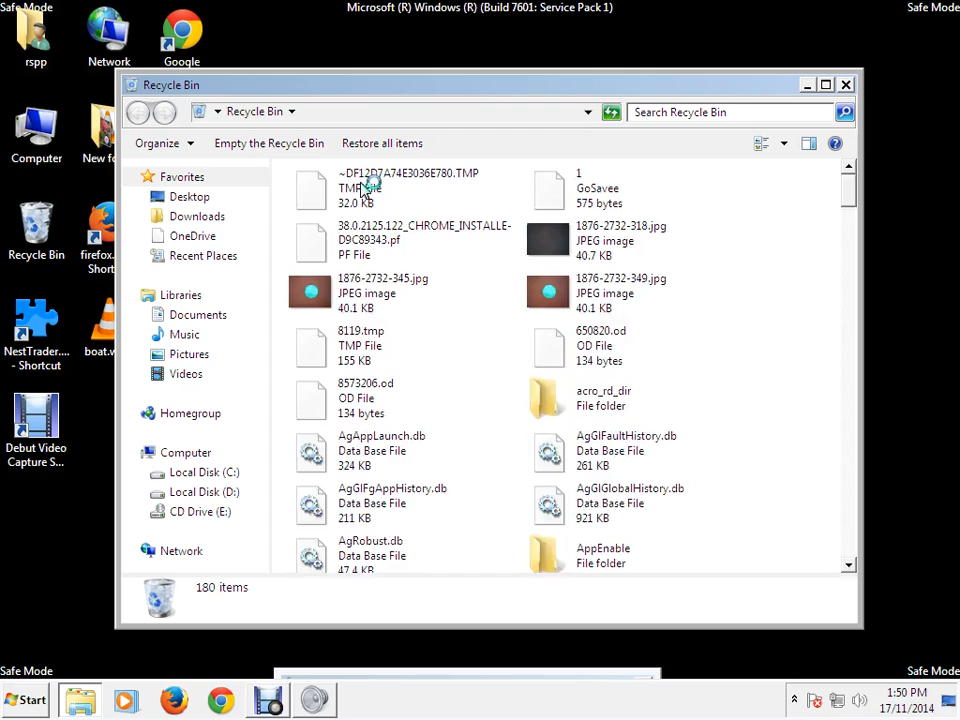 Safe Mode
Microsoft (R) Windows (R) (Build 7601: Service Pack 1)
Safe Mode
rspp
Network
Google
Computer
New fo
Recycle Bin
firefox.
Short
NestTrader....
- Shortcut
boat.w
Debut Video
Capture S...
Recycle Bin
Recycle Bin
Search Recycle Bin
Organize
Empty the Recycle Bin
Restore all items
Favorites
Desktop
Downloads
OneDrive
Recent Places
Libraries
Documents
Music
Pictures
Videos
Homegroup
Computer
Local Disk (C:)
Local Disk (D:)
CD Drive (E:)
Network
~DF12D7A74E3036E780.TMP
TMP File
32.0 KB
1
GoSavee
575 bytes
38.0.2125.122_CHROME_INSTALLE-
D9C89343.pf
PF File
1876-2732-318.jpg
JPEG image
40.7 KB
1876-2732-345.jpg
JPEG image
40.1 KB
1876-2732-349.jpg
JPEG image
40.1 KB
8119.tmp
TMP File
155 KB
650820.od
OD File
134 bytes
8573206.od
OD File
134 bytes
acro_rd_dir
File folder
AgAppLaunch.db
Data Base File
324 KB
AgGlFaultHistory.db
Data Base File
261 KB
AgGlFgAppHistory.db
Data Base File
211 KB
AgGlGlobalHistory.db
Data Base File
921 KB
AgRobust.db
Data Base File
47.4 KB
AppEnable
File folder
180 items
Safe Mode
Safe Mode
Start
1:50 PM
17/11/2014